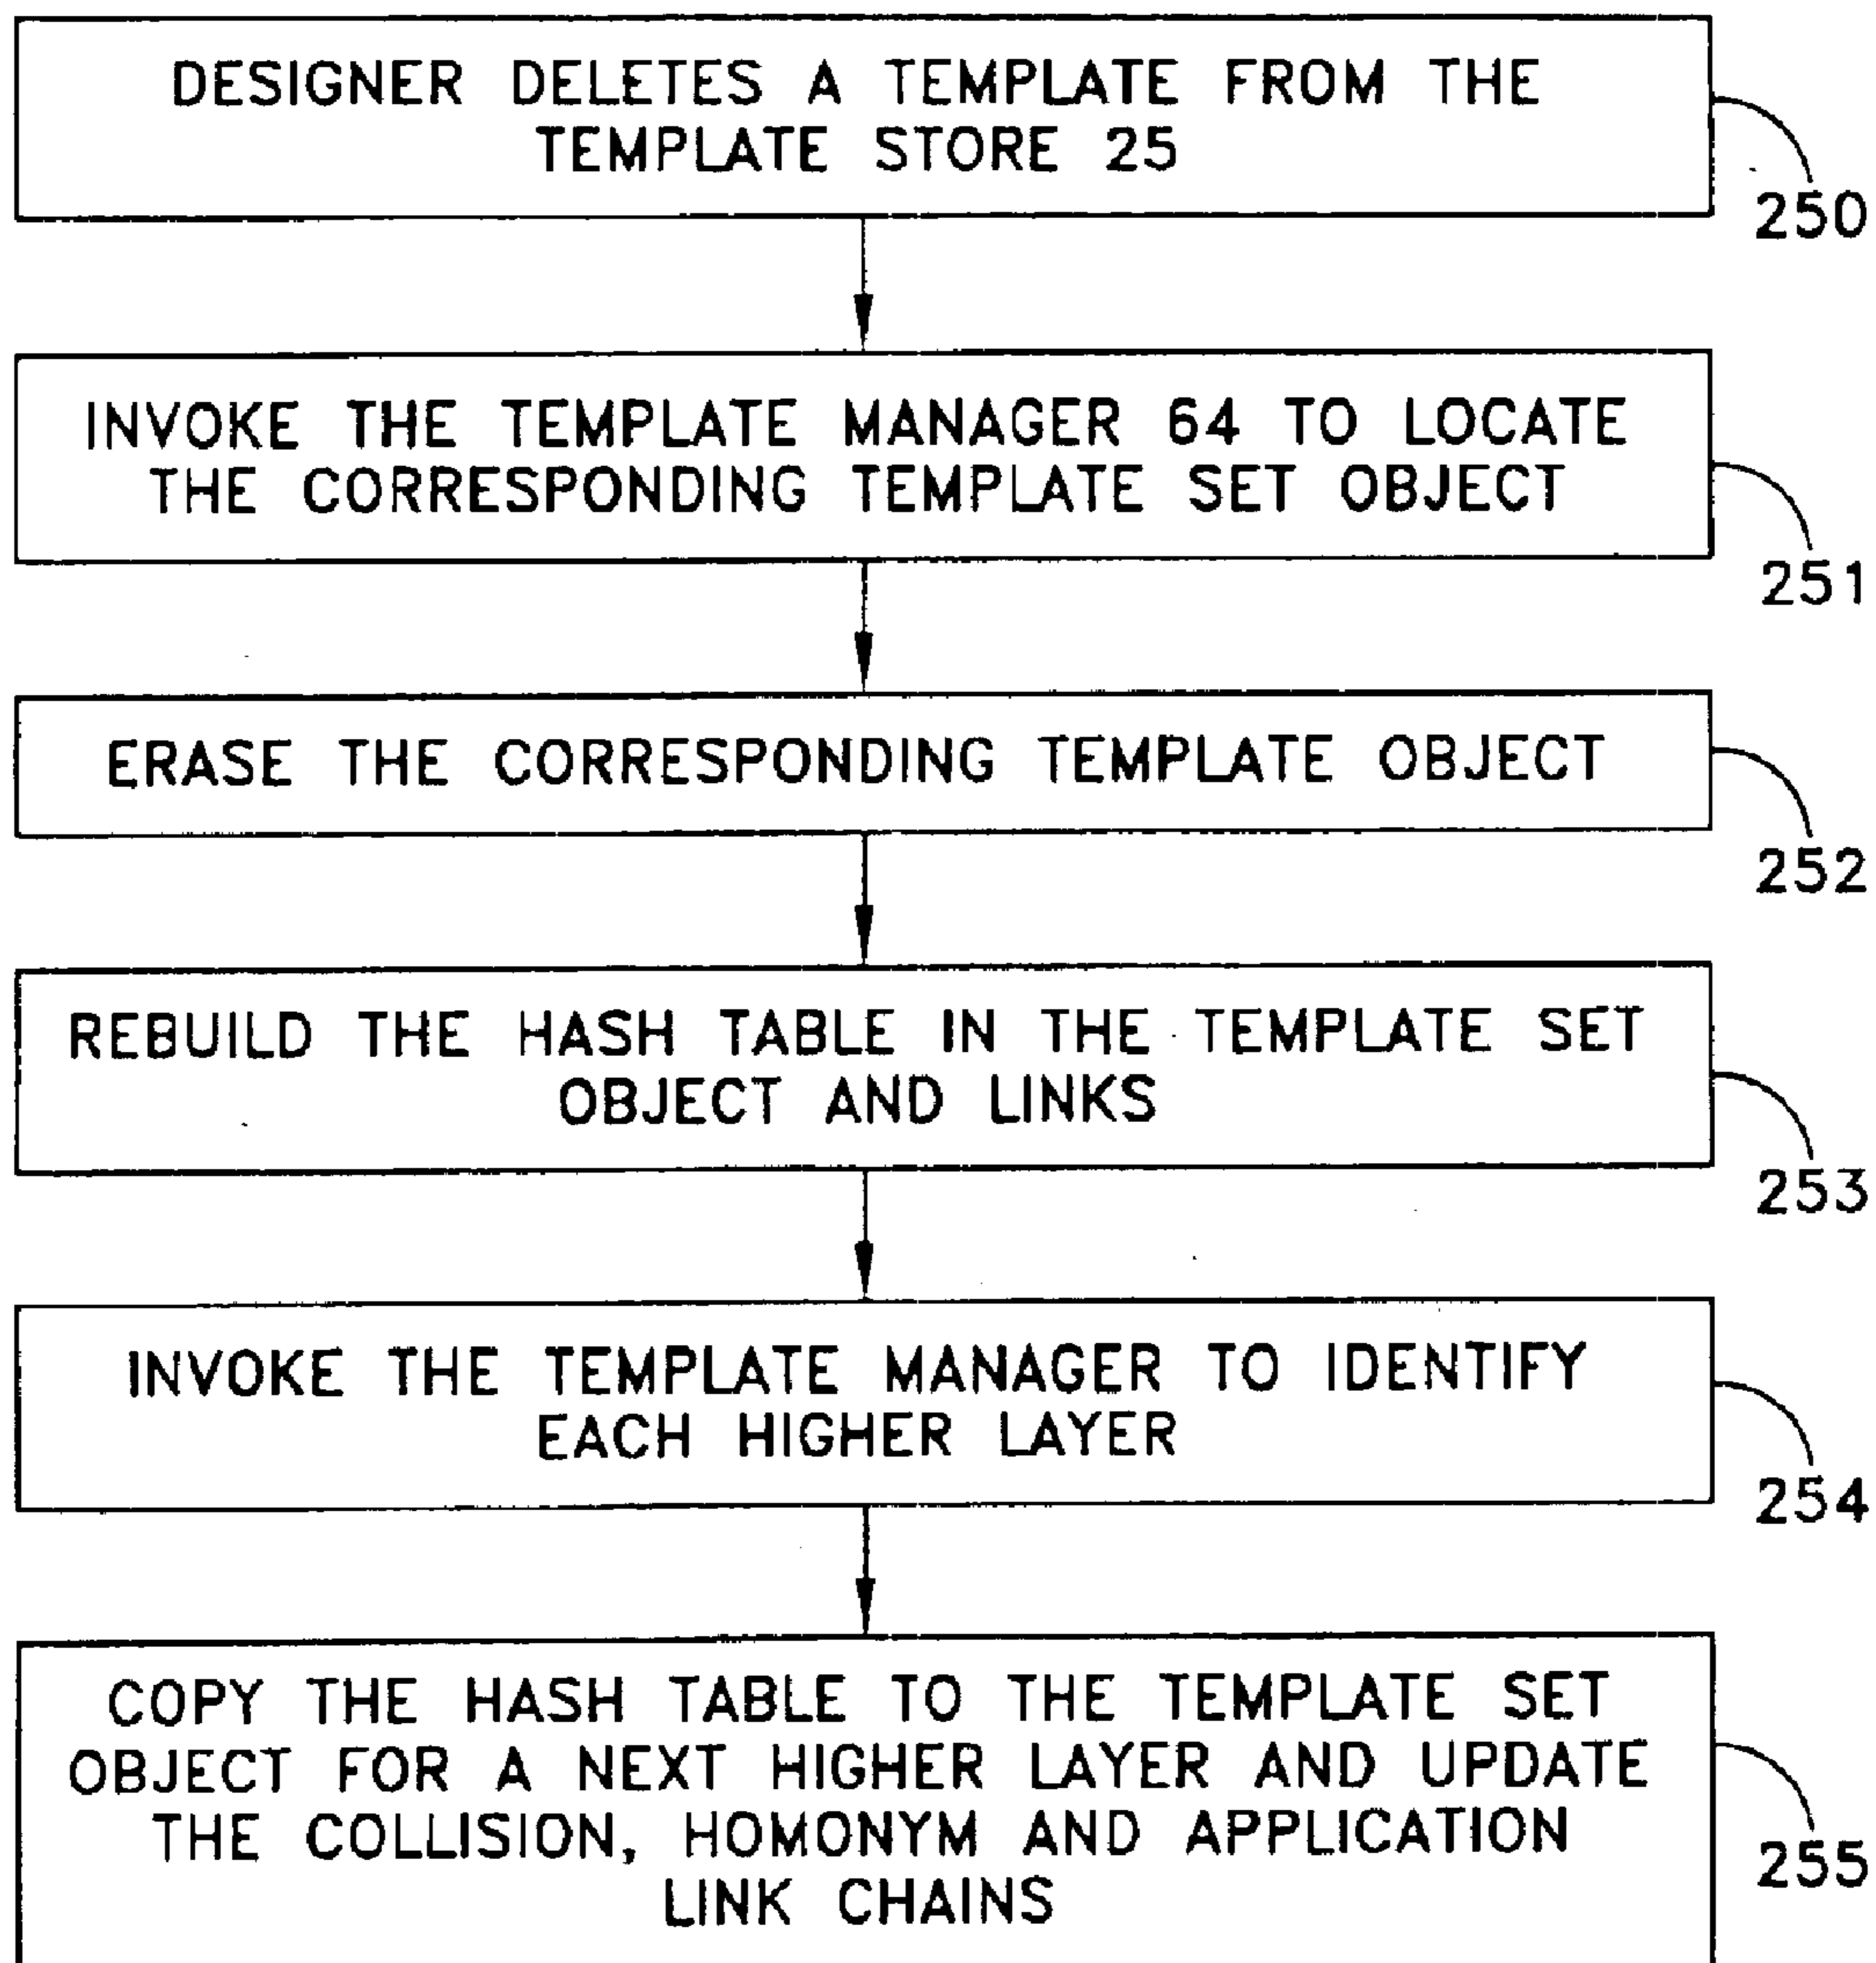 DESIGNER DELETES A TEMPLATE FROM THE
TEMPLATE STORE 25
250
INVOKE THE TEMPLATE MANAGER 64 TO LOCATE
THE CORRESPONDING TEMPLATE SET OBJECT
251
ERASE THE CORRESPONDING TEMPLATE OBJECT
252
REBUILD THE HASH TABLE IN THE TEMPLATE SET
OBJECT AND LINKS
253
INVOKE THE TEMPLATE MANAGER TO IDENTIFY
EACH HIGHER LAYER
254
COPY THE HASH TABLE TO THE TEMPLATE SET
OBJECT FOR A NEXT HIGHER LAYER AND UPDATE
THE COLLISION, HOMONYM AND APPLICATION
LINK CHAINS
255